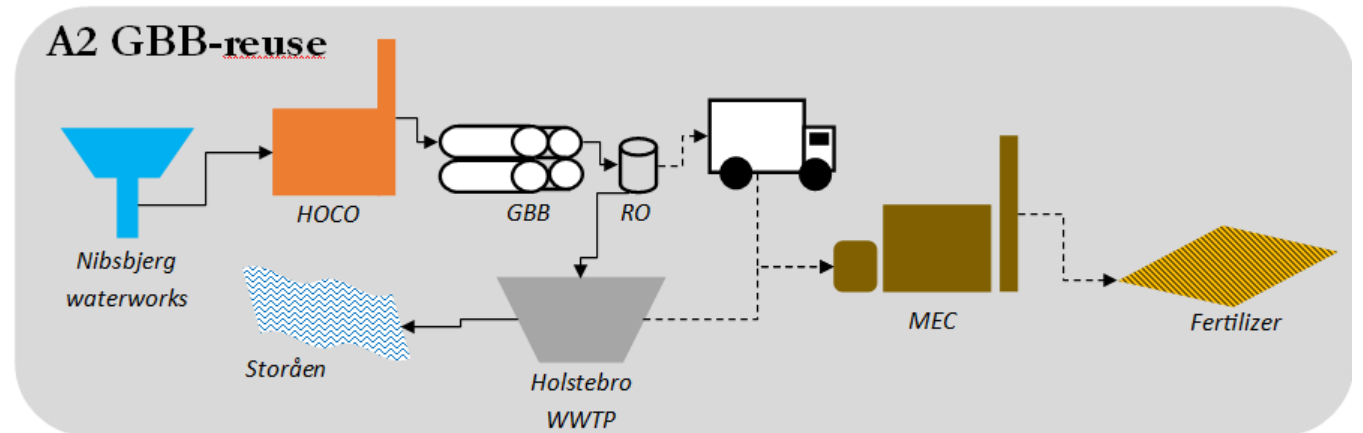 A2 GBB-reuse
HOCO
GBB
RO
Nibsbjerg
waterworks
MEC
Fertilizer
Storåen
Holstebro
WWTP